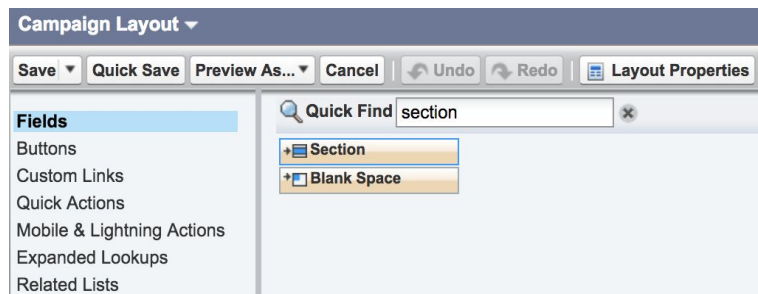 Campaign Layout
Save Quick Save Preview As... Cancel Undo Redo Layout Properties
Fields
Buttons
Custom Links
Quick Actions
Mobile & Lightning Actions
Expanded Lookups
Related Lists
Quick Find section
Section
Blank Space